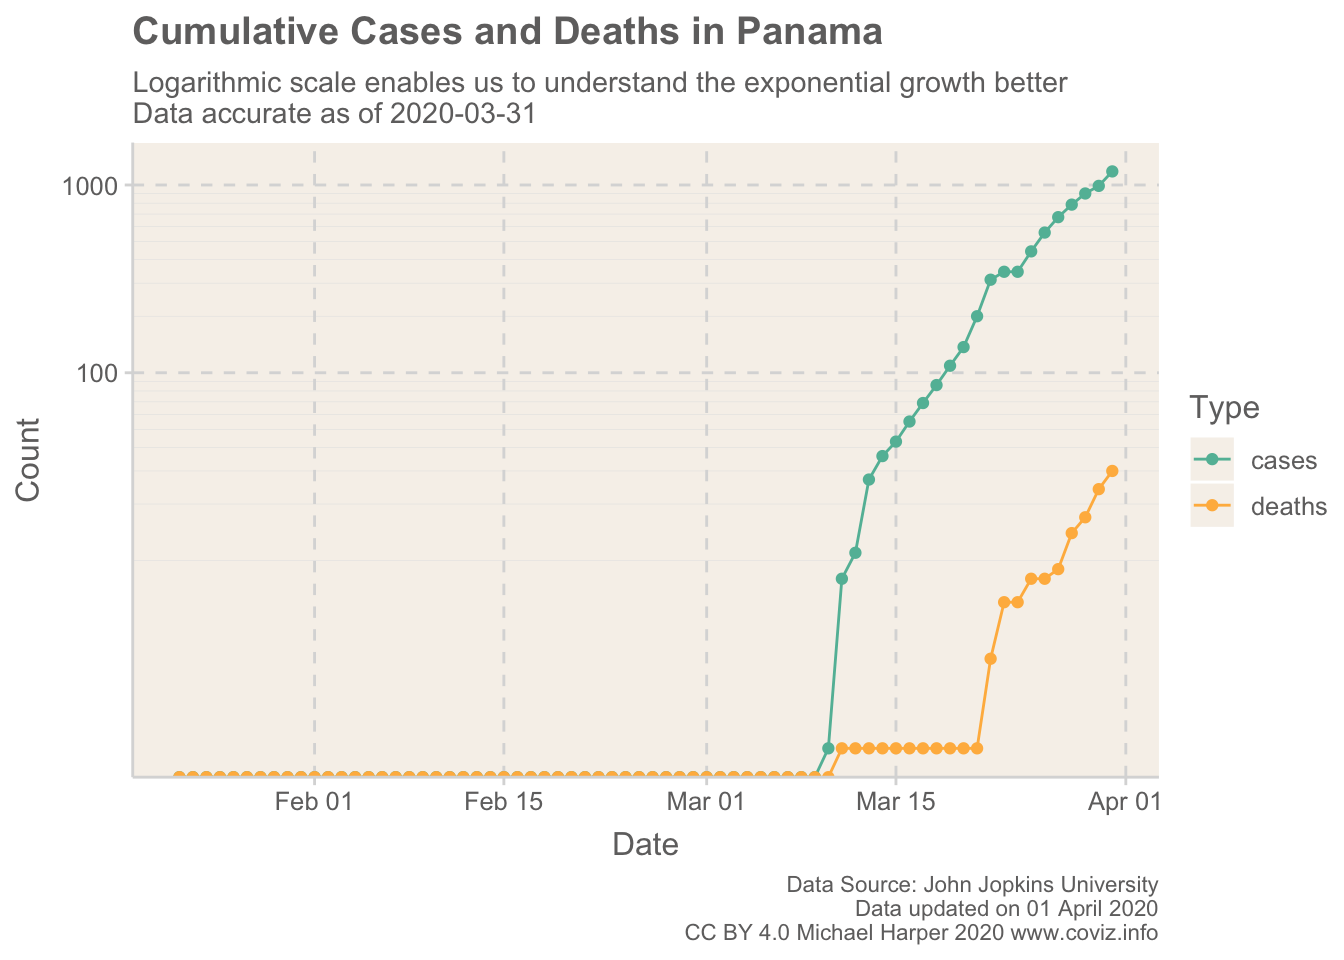 Cumulative Cases and Deaths in Panama
Logarithmic scale enables us to understand the exponential growth better
Data accurate as of 2020-03-31
1000
100
Count
Feb 01
Feb 15
Mar 01
Mar 15
Apr 01
Date
Type
cases
deaths
Data Source: John Jopkins University
Data updated on 01 April 2020
CC BY 4.0 Michael Harper 2020 www.coviz.info